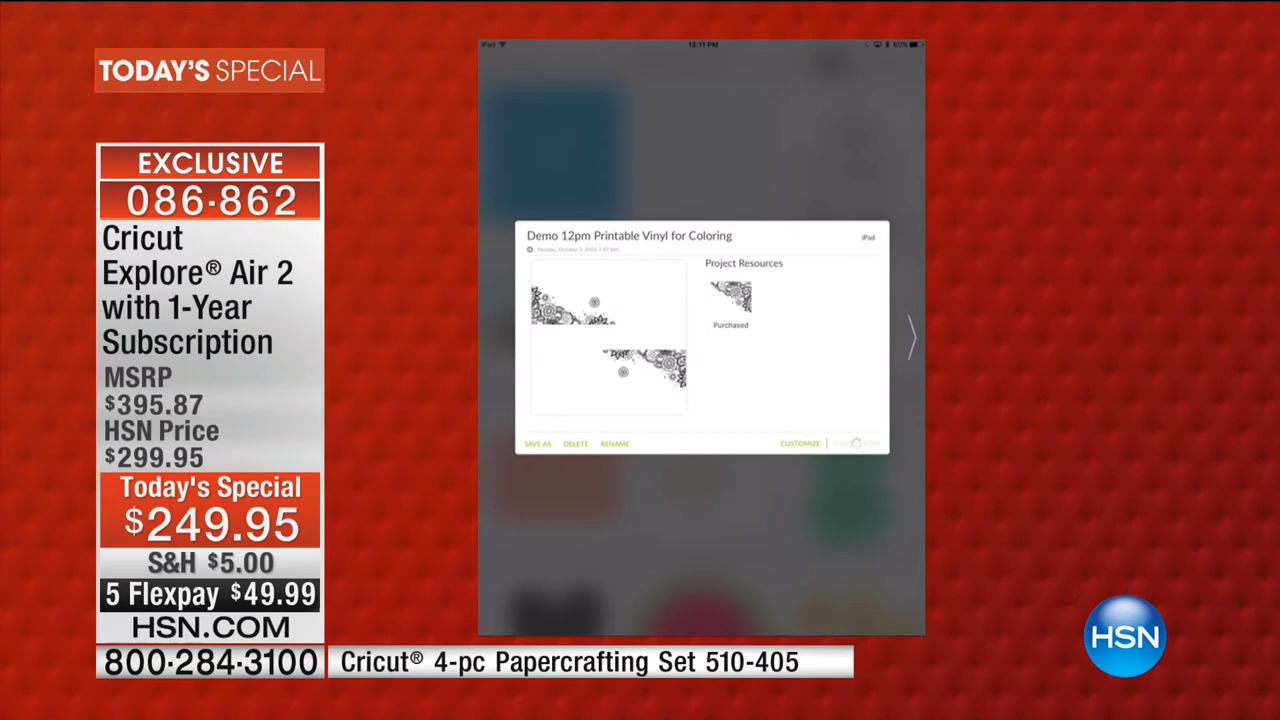 TODAY'S SPECIAL
EXCLUSIVE
086-862
Cricut
Explore® Air 2
with 1-Year
Subscription
MSRP
$395.87
HSN Price
$299.95
Today's Special
$249.95
S&H $5.00
5 Flexpay $49.99
HSN.COM
800-284-3100
Cricut® 4-pc Papercrafting Set 510-405
iPad
12:11 PM
60%
Demo 12pm Printable Vinyl for Coloring
iPad
Project Resources
Purchased
SAVE AS
DELETE
RENAME
CUSTOMIZE
HSN